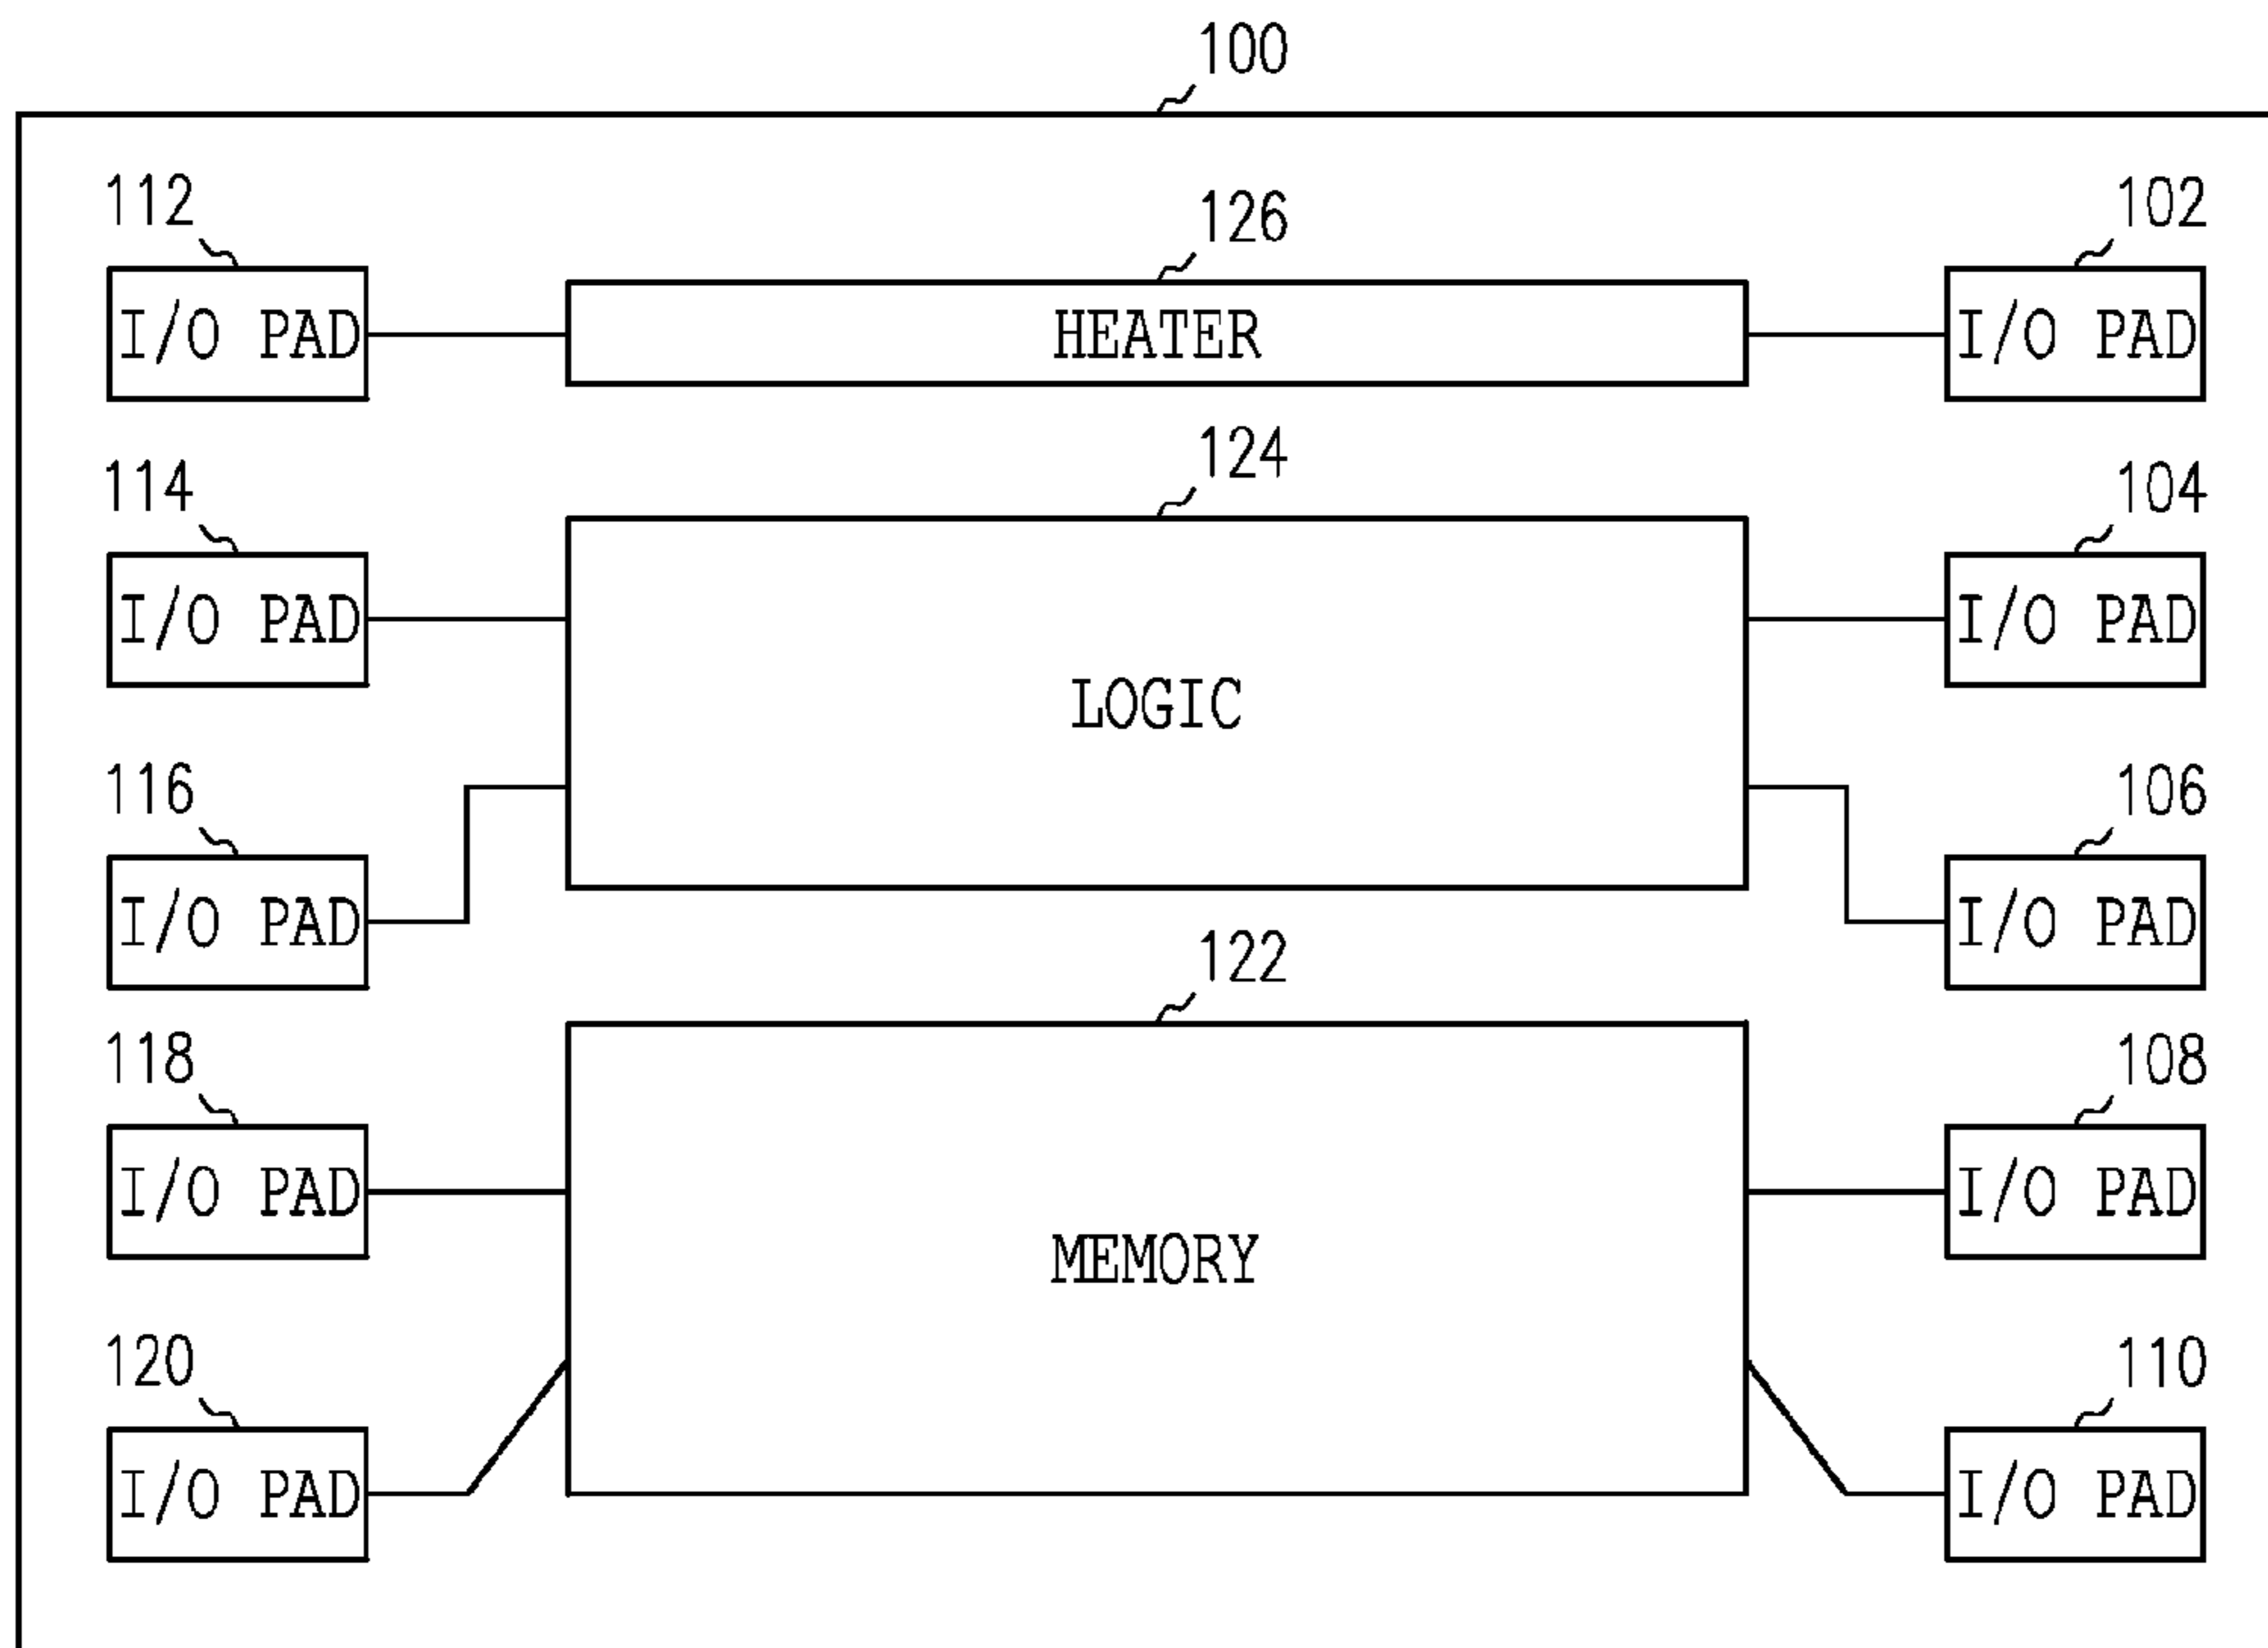 100
112 126 102
I/O PAD HEATER I/O PAD
114 124 104
I/O PAD I/O PAD
LOGIC
116 106
I/O PAD I/O PAD
122
118 108
I/O PAD I/O PAD
MEMORY
120 110
I/O PAD I/O PAD